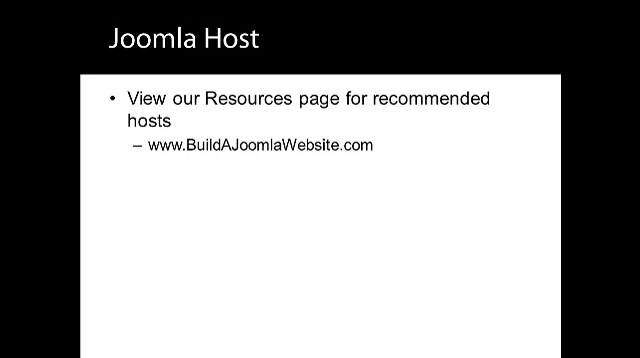 Joomla Host
• View our Resources page for recommended
hosts
– www.BuildAJoomlaWebsite.com